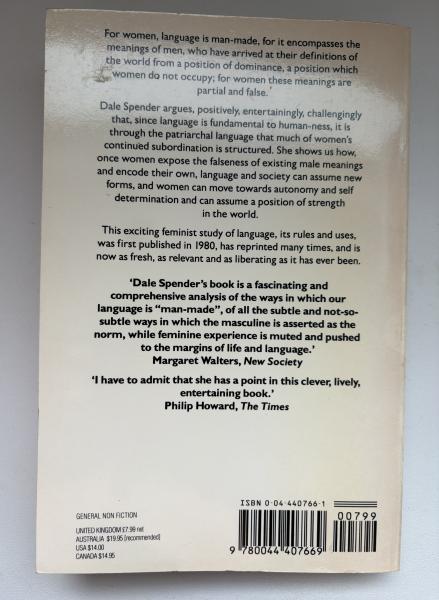 For women, language is man-made, for it encompasses the
meanings of men, who have arrived at their definitions of
the world from a position of dominance, a position which
women do not occupy; for women these meanings are
partial and false.'
Dale Spender argues, positively, entertainingly, challengingly
that, since language is fundamental to human-ness, it is
through the patriarchal language that much of women's
continued subordination is structured. She shows us how,
once women expose the falseness of existing male meanings
and encode their own, language and society can assume new
forms, and women can move towards autonomy and self
determination and can assume a position of strength
in the world.
This exciting feminist study of language, its rules and uses,
was first published in 1980, has reprinted many times, and is
now as fresh, as relevant and as liberating as it has ever been.
'Dale Spender's book is a fascinating and
comprehensive analysis of the ways in which our
language is "man-made", of all the subtle and not-so-
subtle ways in which the masculine is asserted as the
norm, while feminine experience is muted and pushed
to the margins of life and language.'
Margaret Walters, New Society
'I have to admit that she has a point in this clever, lively,
entertaining book.'
Philip Howard, The Times
GENERAL NON FICTION
UNITED KINGDOM £7.99 net
AUSTRALIA $19.95 (recommended)
USA $14.00
CANADA $14.95
ISBN 0-04-440766-1
00799
9 780044 407669